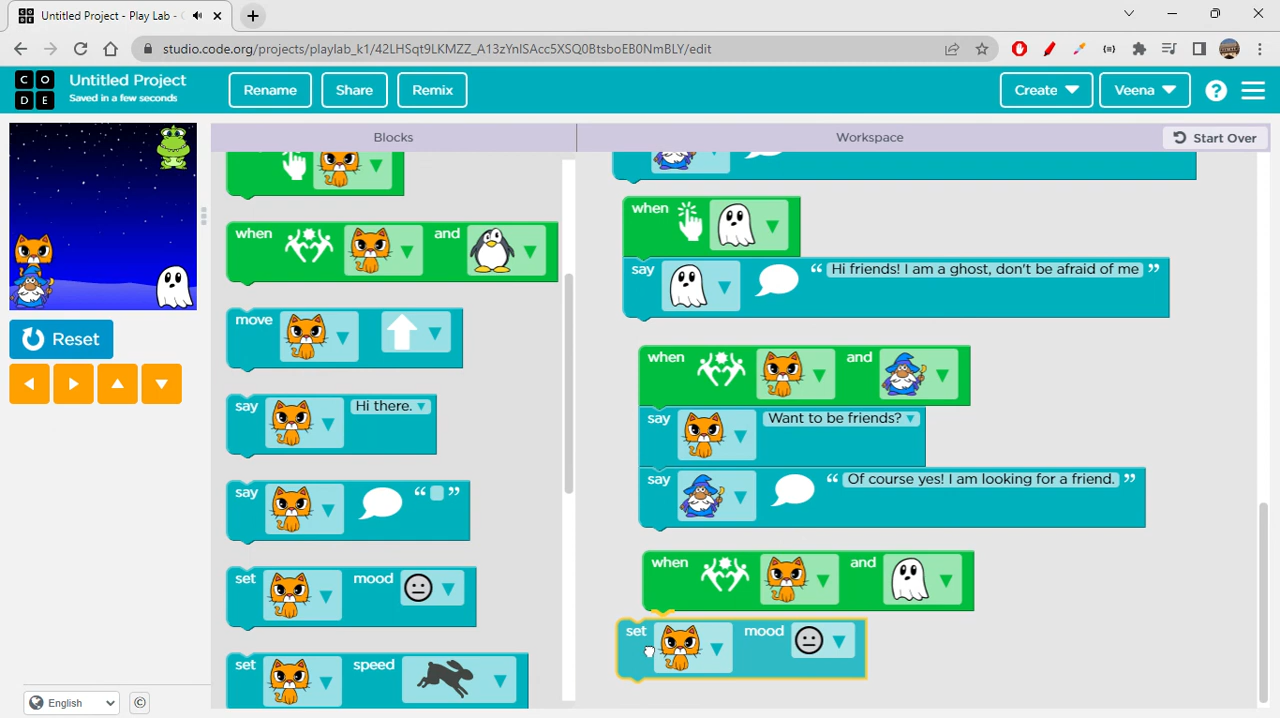 Untitled Project - Play Lab -
studio.code.org/projects/playlab_k1/42LHSqt9LKMZZ_A13zYnISAcc5XSQ0BtsboEB0NmBLY/edit
C O D E
Untitled Project
Saved in a few seconds
Rename
Share
Remix
Create
Veena
?
Blocks
Workspace
Start Over
Reset
when and
move
say Hi there.
say “ ”
set mood
set speed
when
say “ Hi friends! I am a ghost, don't be afraid of me ”
when and
say Want to be friends?
say “ Of course yes! I am looking for a friend. ”
when and
set mood
English
©